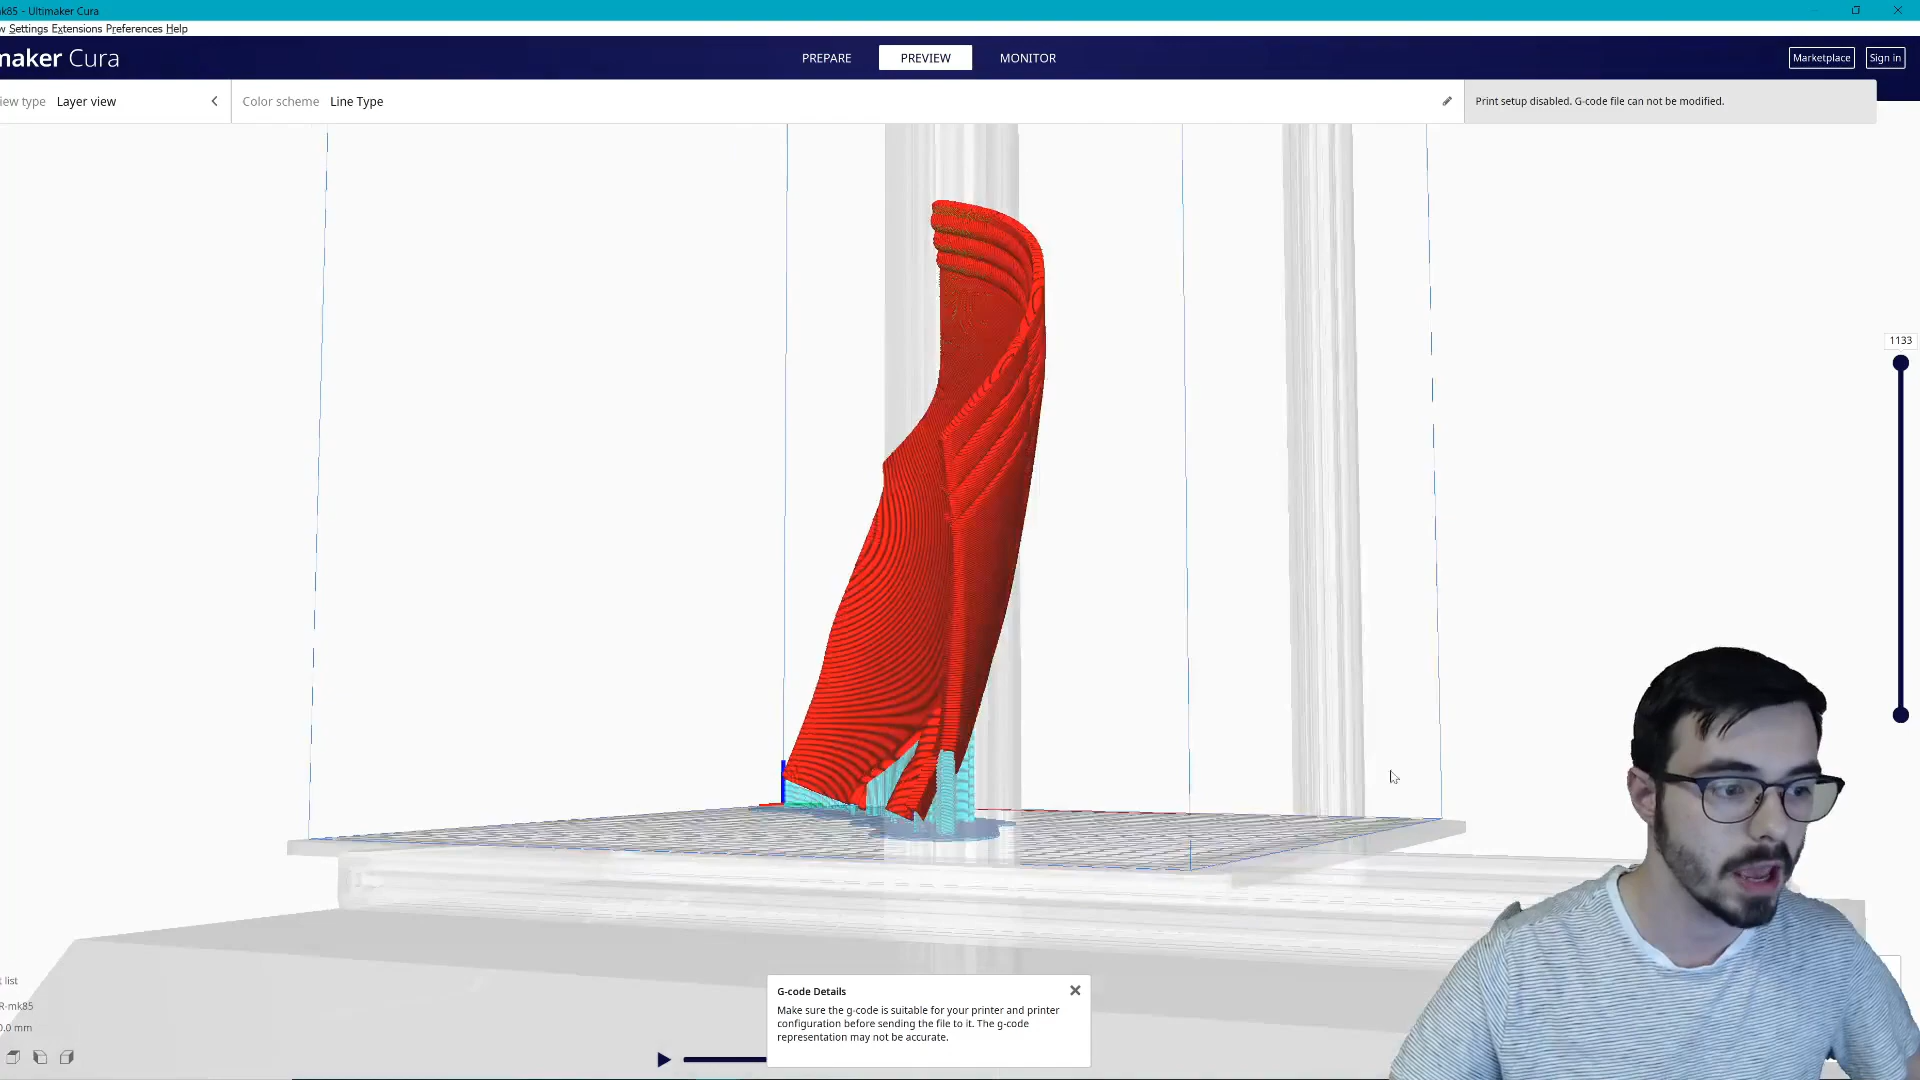 mk85 - Ultimaker Cura
w Settings Extensions Preferences Help
maker Cura
PREPARE
PREVIEW
MONITOR
Marketplace
Sign in
iew type Layer view
Color scheme Line Type
Print setup disabled. G-code file can not be modified.
1133
G-code Details
Make sure the g-code is suitable for your printer and printer
configuration before sending the file to it. The g-code
representation may not be accurate.
t list
R-mk85
0.0 mm